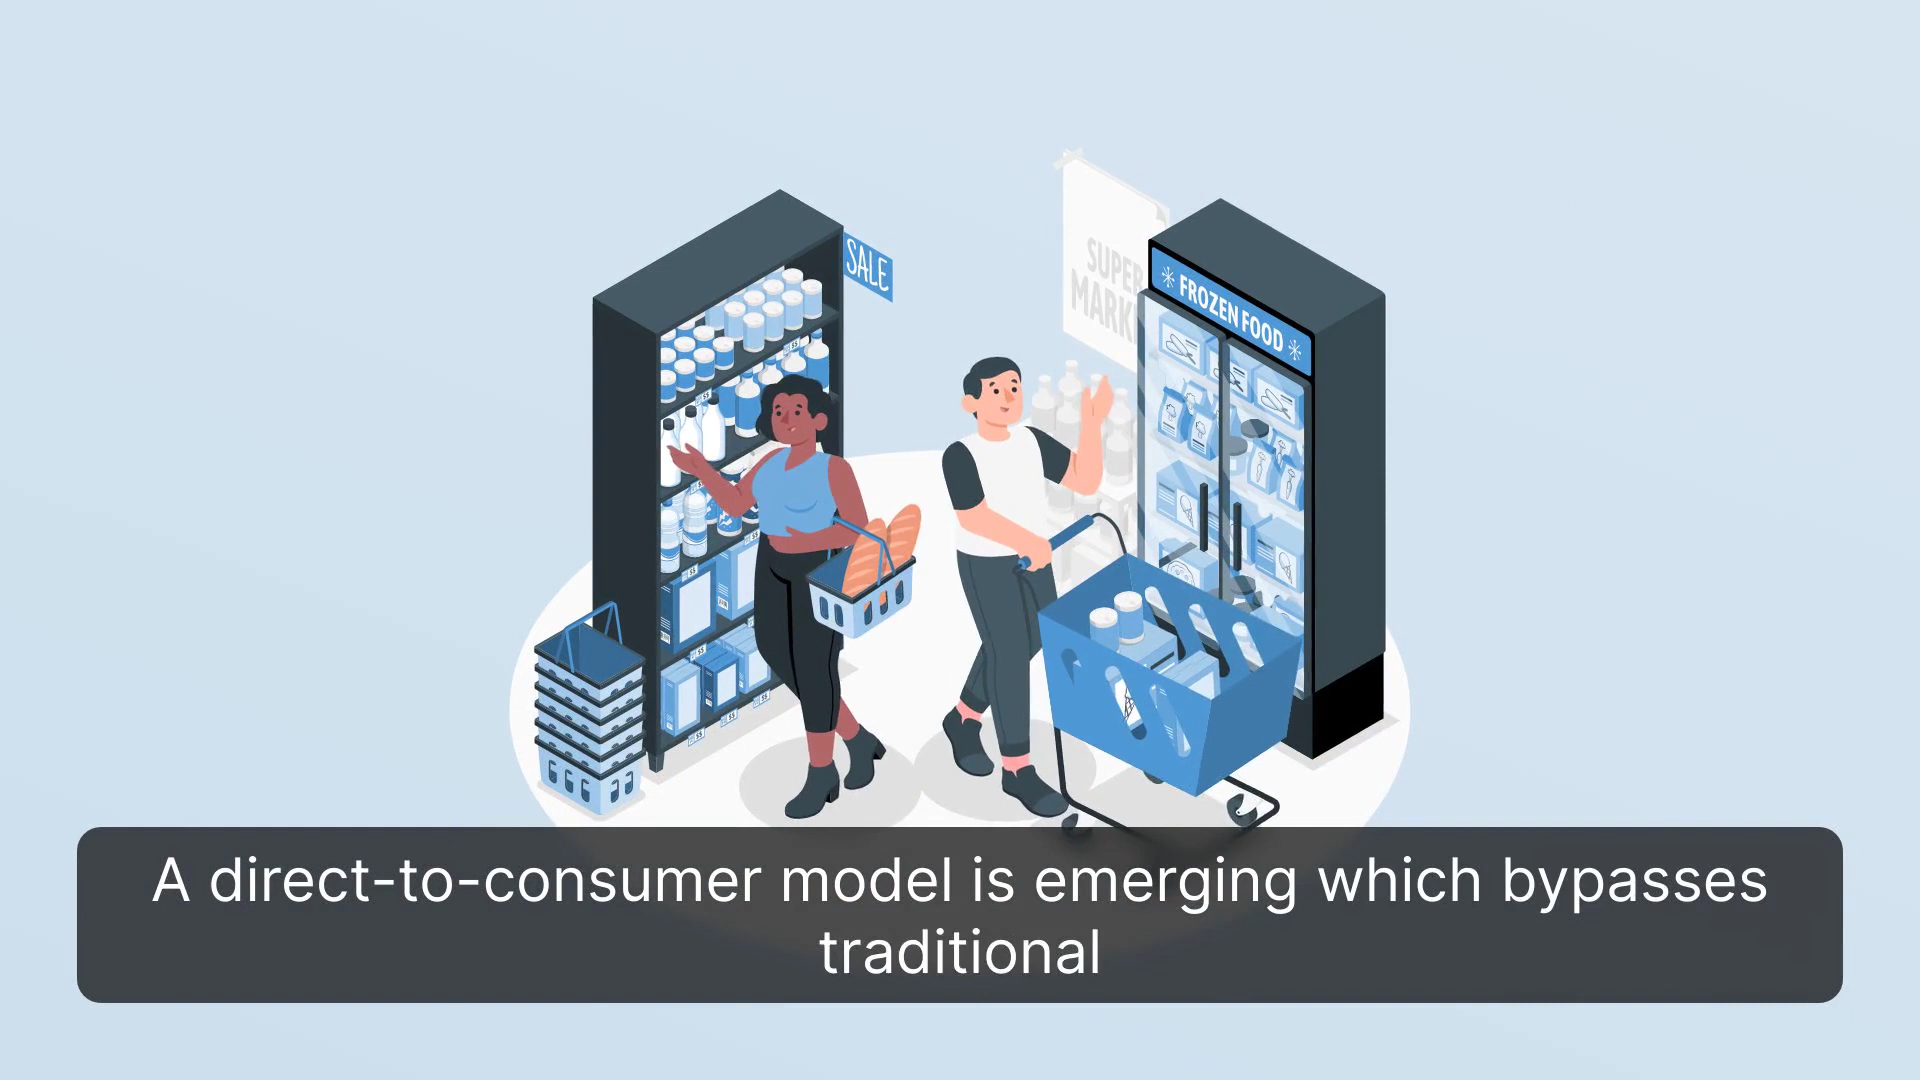 SALE
SUPER
MARK
FROZEN FOOD
A direct-to-consumer model is emerging which bypasses
traditional